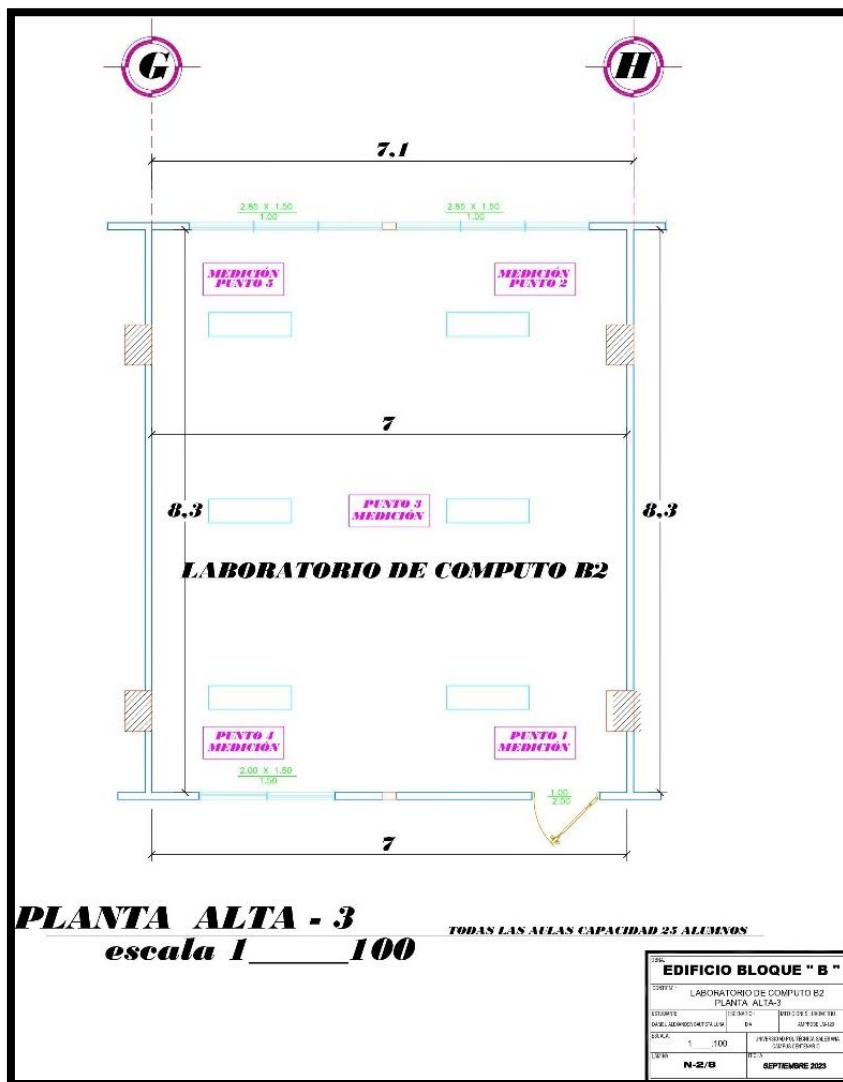 G
H
7,1
2.85 X 1.50
1.00
2.85 X 1.50
1.00
MEDICIÓN
PUNTO 5
MEDICIÓN
PUNTO 2
7
8,3
8,3
PUNTO 3
MEDICIÓN
LABORATORIO DE COMPUTO B2
PUNTO 4
MEDICIÓN
PUNTO 1
MEDICIÓN
2.00 X 1.50
1.50
1.00
2.00
7
PLANTA ALTA - 3
escala 1______100
TODAS LAS AULAS CAPACIDAD 25 ALUMNOS
EDIFICIO BLOQUE " B "
LABORATORIO DE COMPUTO B2
PLANTA ALTA-3
ESCALA:
1 100
N-2/8
SEPTIEMBRE 2023